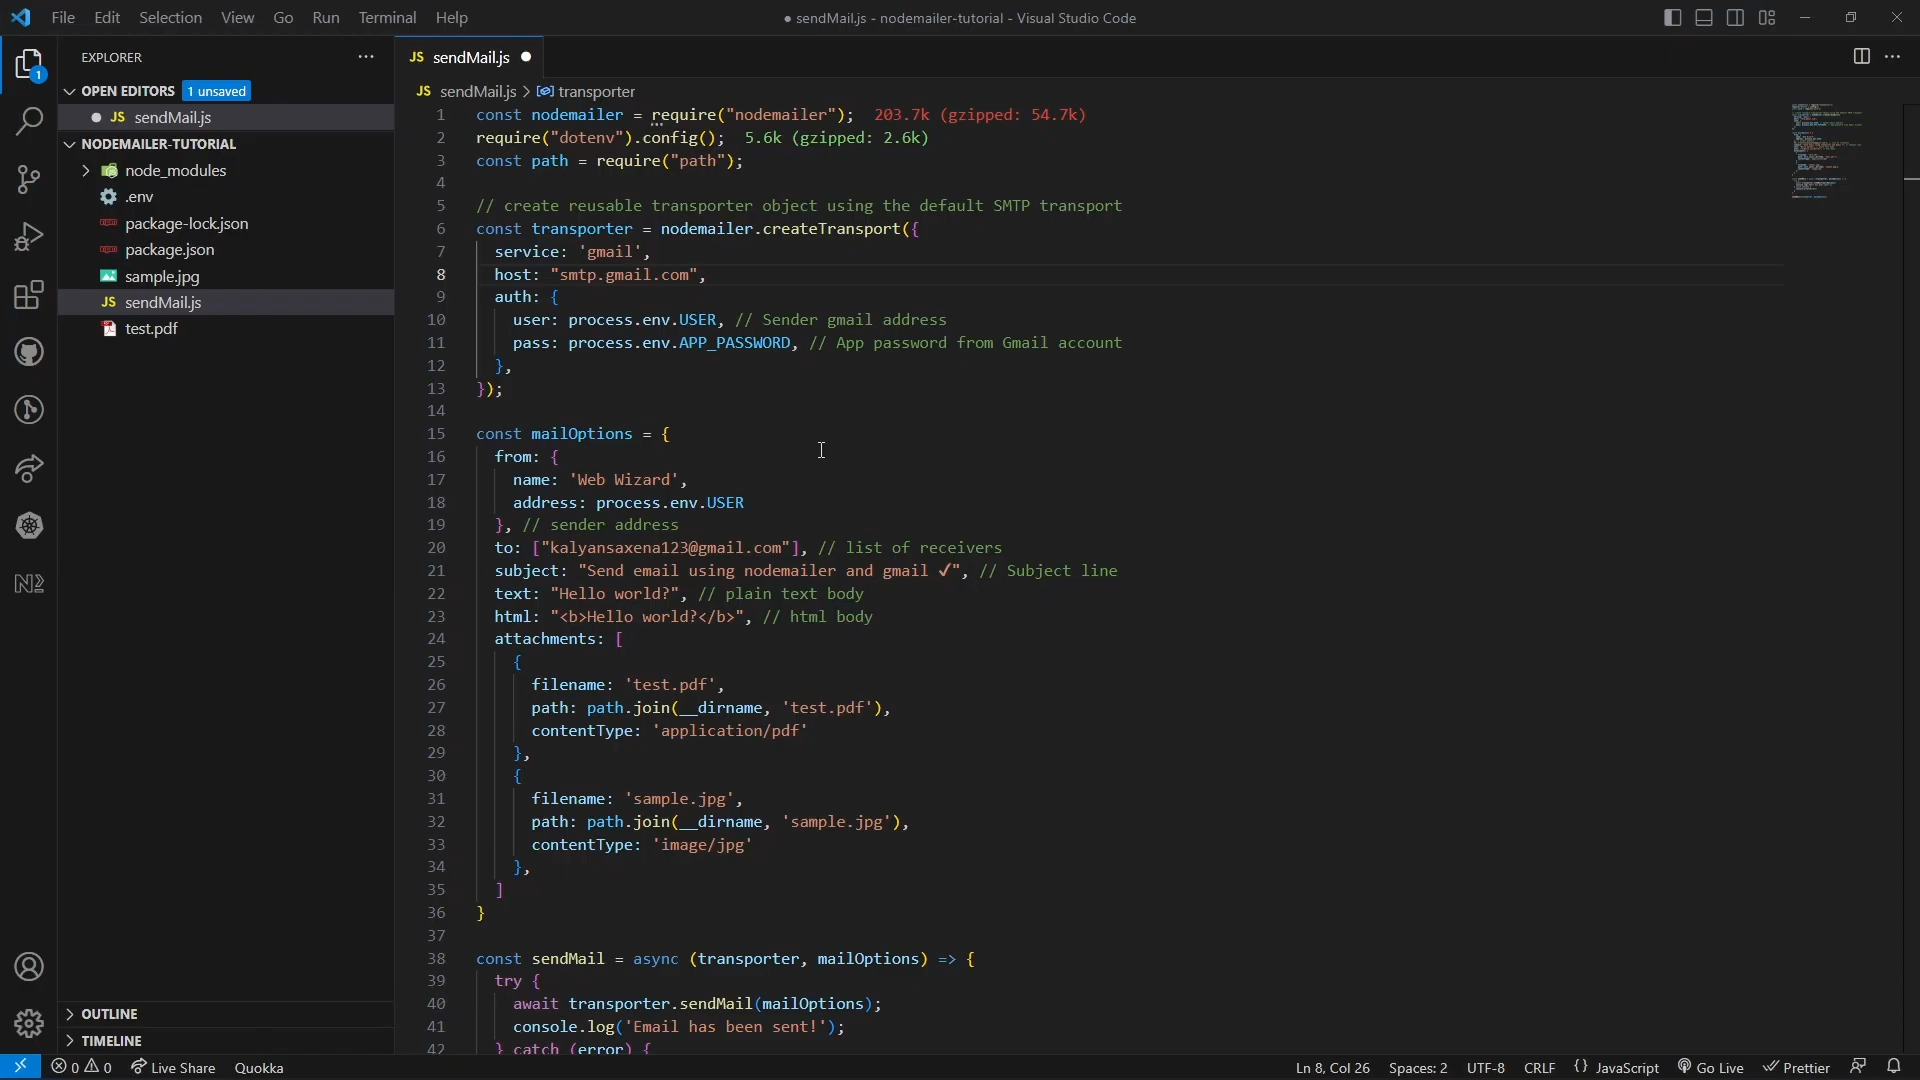 File Edit Selection View Go Run Terminal Help
● sendMail.js - nodemailer-tutorial - Visual Studio Code
EXPLORER
OPEN EDITORS 1 unsaved
JS sendMail.js
NODEMAILER-TUTORIAL
node_modules
.env
package-lock.json
package.json
sample.jpg
JS sendMail.js
test.pdf
OUTLINE
TIMELINE
1
JS sendMail.js
JS sendMail.js > transporter
1 const nodemailer = require("nodemailer"); 203.7k (gzipped: 54.7k)
2 require("dotenv").config(); 5.6k (gzipped: 2.6k)
3 const path = require("path");
4
5 // create reusable transporter object using the default SMTP transport
6 const transporter = nodemailer.createTransport({
7 service: 'gmail',
8 host: "smtp.gmail.com",
9 auth: {
10 user: process.env.USER, // Sender gmail address
11 pass: process.env.APP_PASSWORD, // App password from Gmail account
12 },
13 });
14
15 const mailOptions = {
16 from: {
17 name: 'Web Wizard',
18 address: process.env.USER
19 }, // sender address
20 to: ["kalyansaxena123@gmail.com"], // list of receivers
21 subject: "Send email using nodemailer and gmail ✔", // Subject line
22 text: "Hello world?", // plain text body
23 html: "<b>Hello world?</b>", // html body
24 attachments: [
25 {
26 filename: 'test.pdf',
27 path: path.join(__dirname, 'test.pdf'),
28 contentType: 'application/pdf'
29 },
30 {
31 filename: 'sample.jpg',
32 path: path.join(__dirname, 'sample.jpg'),
33 contentType: 'image/jpg'
34 },
35 ]
36 }
37
38 const sendMail = async (transporter, mailOptions) => {
39 try {
40 await transporter.sendMail(mailOptions);
41 console.log('Email has been sent!');
42 } catch (error) {
0 0 Live Share Quokka
Ln 8, Col 26 Spaces: 2 UTF-8 CRLF {} JavaScript Go Live Prettier